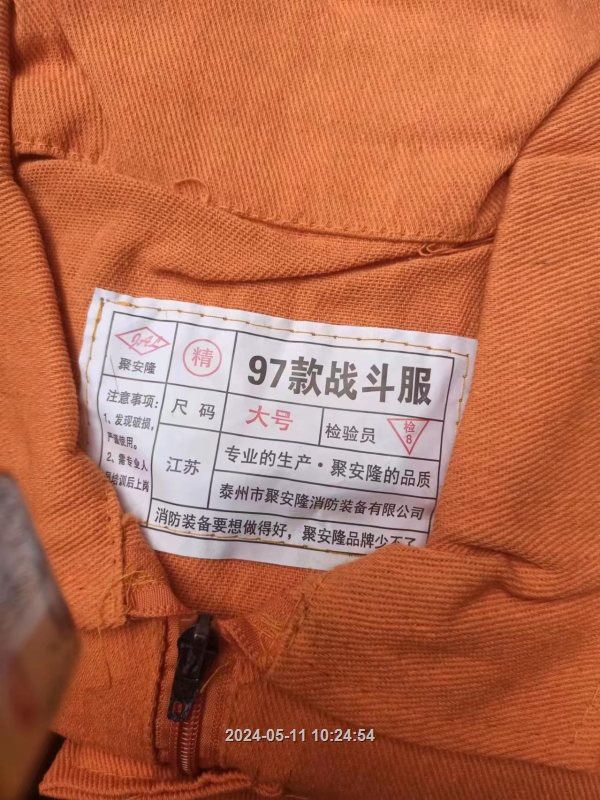 JAL
聚安隆
精
97款战斗服
注意事项:
1、发现破损,
严禁使用。
2、需专业人
员培训后上岗
尺 码
大号
检验员
检
8
江苏
专业的生产·聚安隆的品质
泰州市聚安隆消防装备有限公司
消防装备要想做得好,聚安隆品牌少不了
2024-05-11 10:24:54